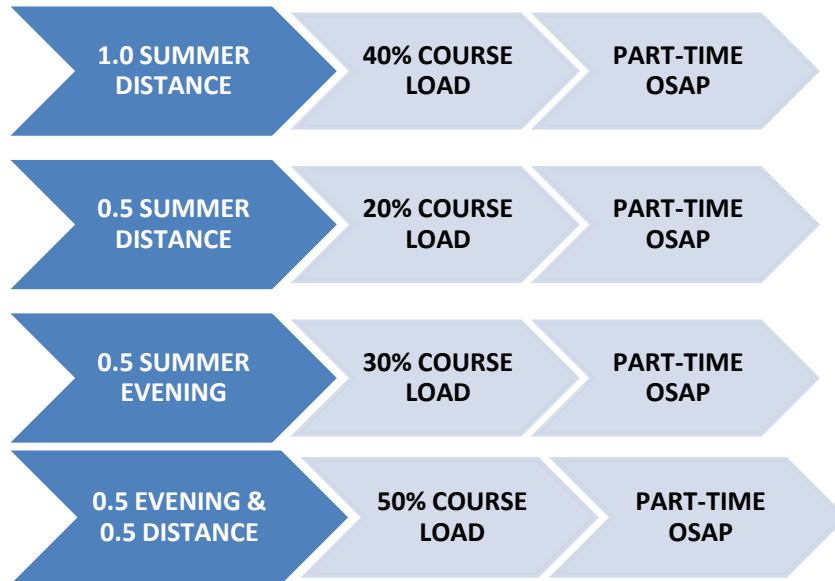 1.0 SUMMER
DISTANCE
40% COURSE
LOAD
PART-TIME
OSAP
0.5 SUMMER
DISTANCE
20% COURSE
LOAD
PART-TIME
OSAP
0.5 SUMMER
EVENING
30% COURSE
LOAD
PART-TIME
OSAP
0.5 EVENING &
0.5 DISTANCE
50% COURSE
LOAD
PART-TIME
OSAP